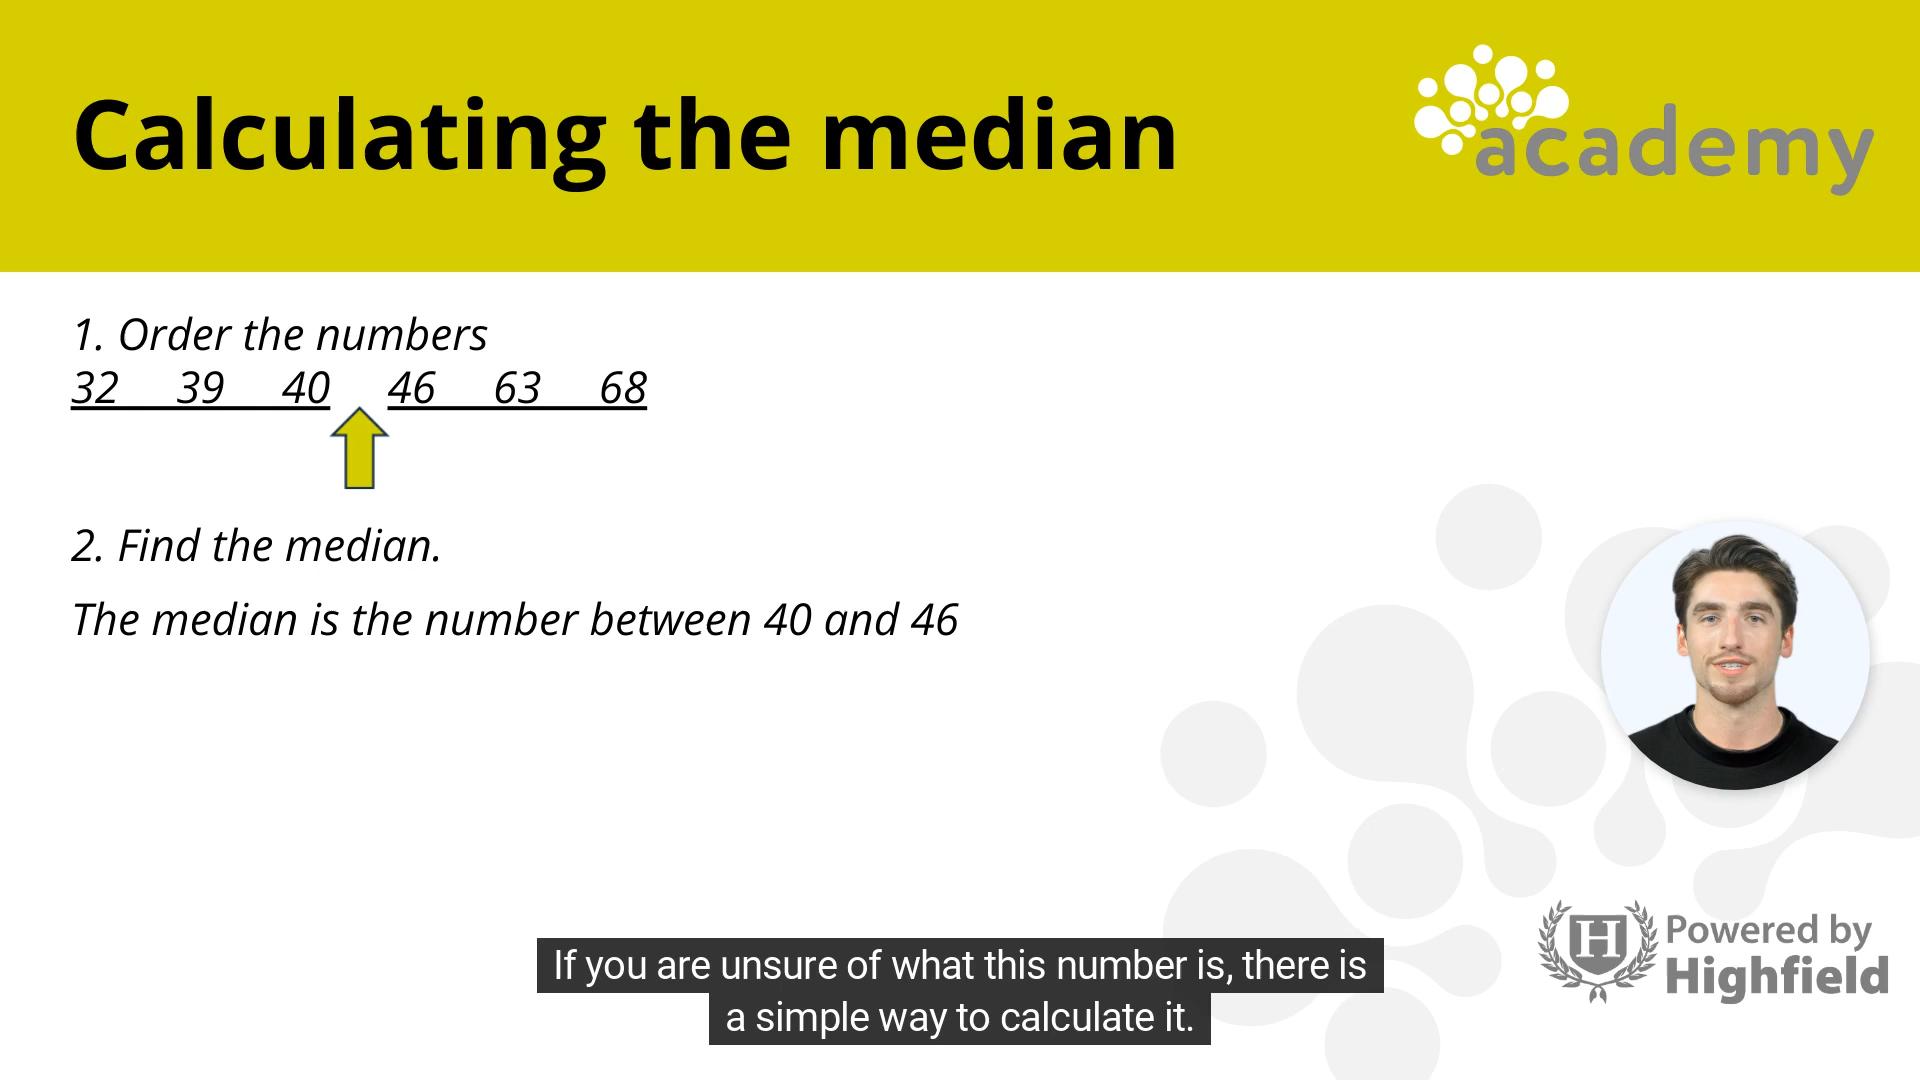 Calculating the median
academy
1. Order the numbers
32 39 40 46 63 68
2. Find the median.
The median is the number between 40 and 46
If you are unsure of what this number is, there is
a simple way to calculate it.
H
Powered by
Highfield